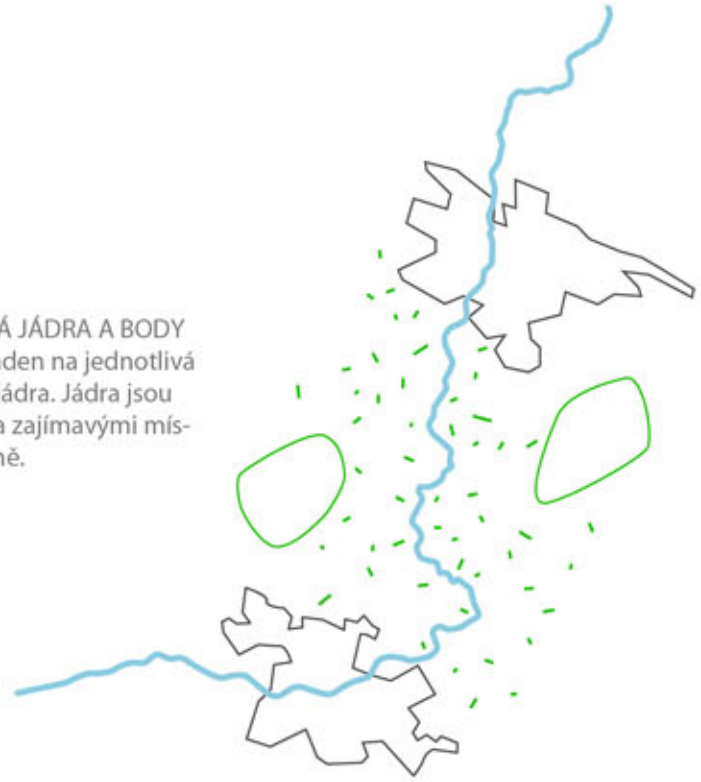 Á JÁDRA A BODY
den na jednotlivá
ádra. Jádra jsou
a zajímavými mís-
ně.